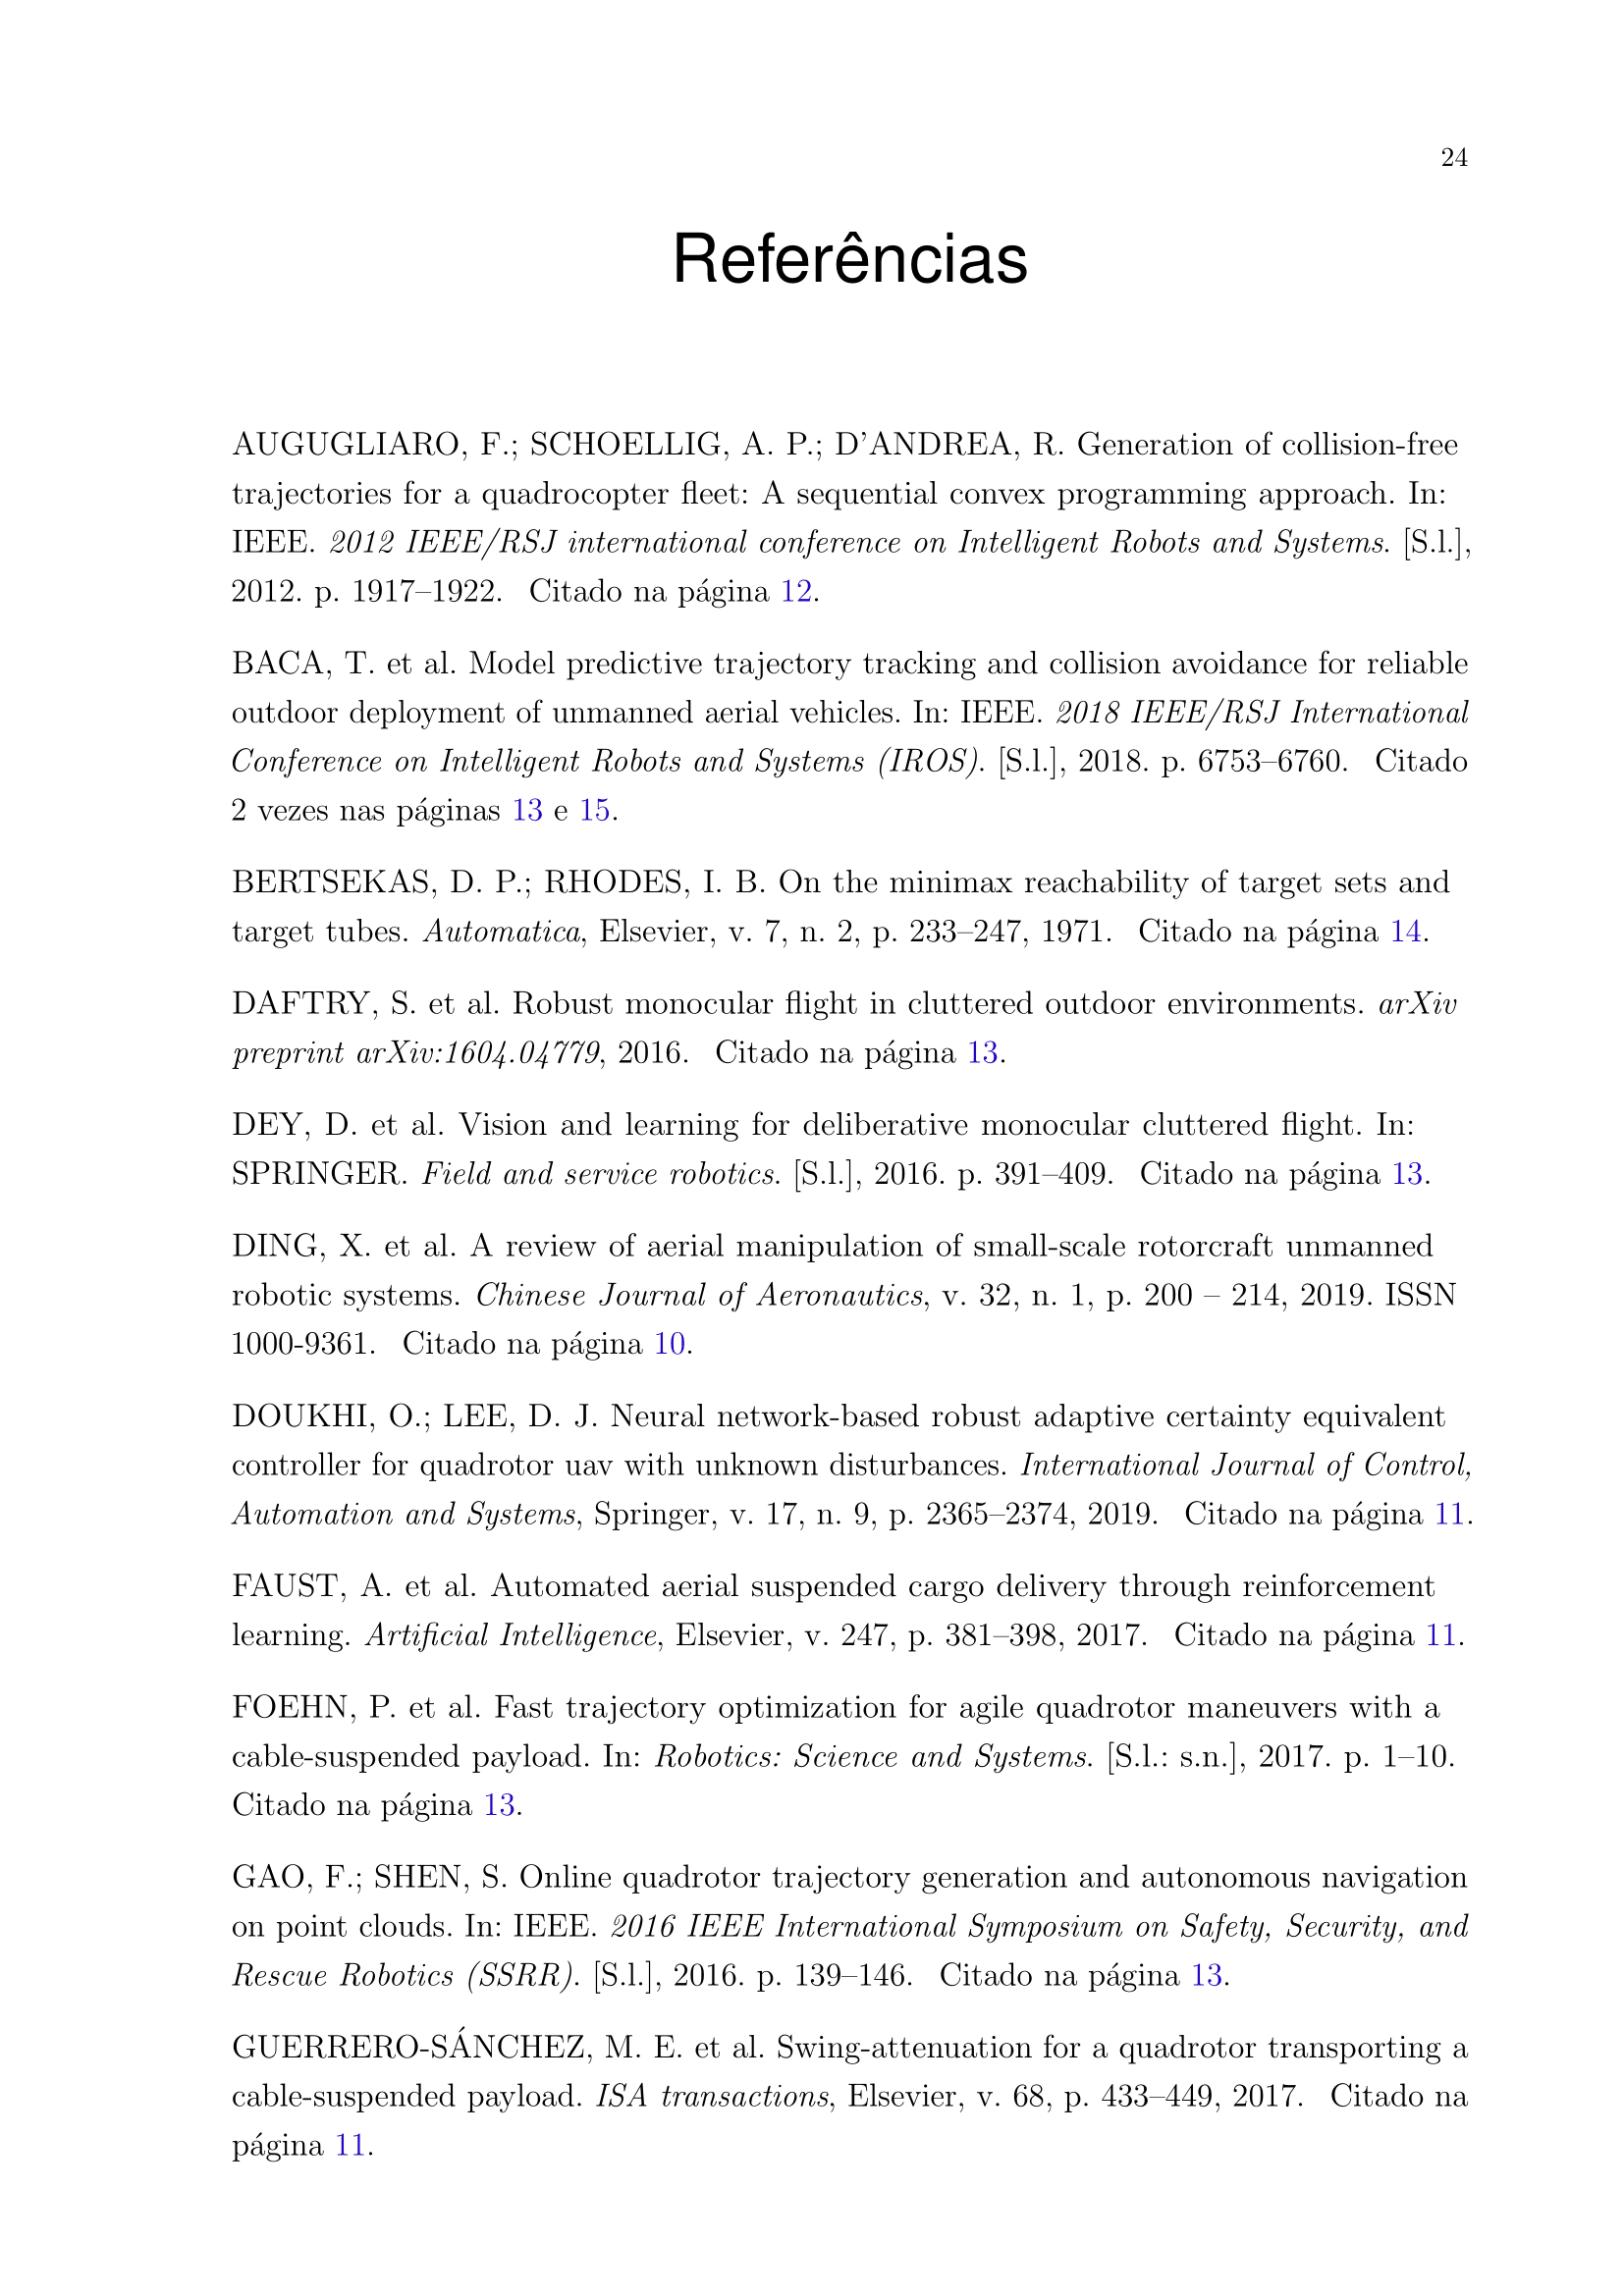 24
Referências
AUGUGLIARO, F.; SCHOELLIG, A. P.; D’ANDREA, R. Generation of collision-free
trajectories for a quadrocopter fleet: A sequential convex programming approach. In:
IEEE. 2012 IEEE/RSJ international conference on Intelligent Robots and Systems. [S.l.],
2012. p. 1917–1922. Citado na página 12.
BACA, T. et al. Model predictive trajectory tracking and collision avoidance for reliable
outdoor deployment of unmanned aerial vehicles. In: IEEE. 2018 IEEE/RSJ International
Conference on Intelligent Robots and Systems (IROS). [S.l.], 2018. p. 6753–6760. Citado
2 vezes nas páginas 13 e 15.
BERTSEKAS, D. P.; RHODES, I. B. On the minimax reachability of target sets and
target tubes. Automatica, Elsevier, v. 7, n. 2, p. 233–247, 1971. Citado na página 14.
DAFTRY, S. et al. Robust monocular flight in cluttered outdoor environments. arXiv
preprint arXiv:1604.04779, 2016. Citado na página 13.
DEY, D. et al. Vision and learning for deliberative monocular cluttered flight. In:
SPRINGER. Field and service robotics. [S.l.], 2016. p. 391–409. Citado na página 13.
DING, X. et al. A review of aerial manipulation of small-scale rotorcraft unmanned
robotic systems. Chinese Journal of Aeronautics, v. 32, n. 1, p. 200 – 214, 2019. ISSN
1000-9361. Citado na página 10.
DOUKHI, O.; LEE, D. J. Neural network-based robust adaptive certainty equivalent
controller for quadrotor uav with unknown disturbances. International Journal of Control,
Automation and Systems, Springer, v. 17, n. 9, p. 2365–2374, 2019. Citado na página 11.
FAUST, A. et al. Automated aerial suspended cargo delivery through reinforcement
learning. Artificial Intelligence, Elsevier, v. 247, p. 381–398, 2017. Citado na página 11.
FOEHN, P. et al. Fast trajectory optimization for agile quadrotor maneuvers with a
cable-suspended payload. In: Robotics: Science and Systems. [S.l.: s.n.], 2017. p. 1–10.
Citado na página 13.
GAO, F.; SHEN, S. Online quadrotor trajectory generation and autonomous navigation
on point clouds. In: IEEE. 2016 IEEE International Symposium on Safety, Security, and
Rescue Robotics (SSRR). [S.l.], 2016. p. 139–146. Citado na página 13.
GUERRERO-SÁNCHEZ, M. E. et al. Swing-attenuation for a quadrotor transporting a
cable-suspended payload. ISA transactions, Elsevier, v. 68, p. 433–449, 2017. Citado na
página 11.